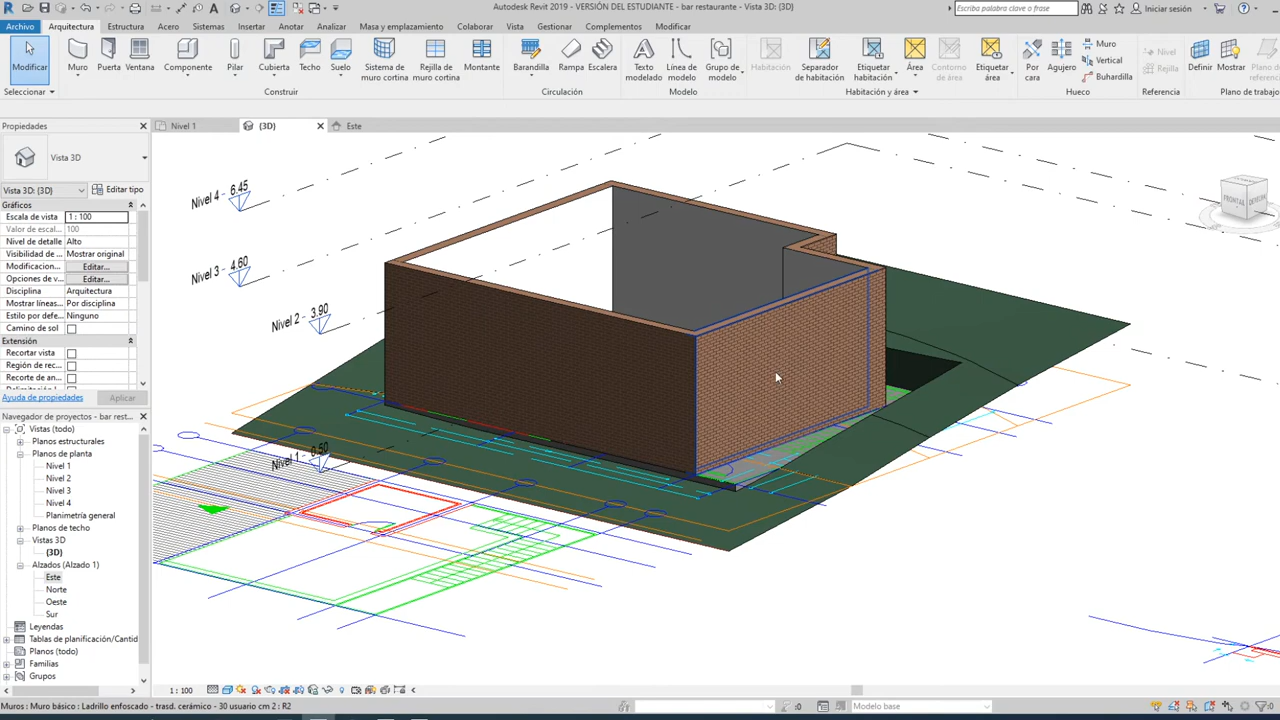 Autodesk Revit 2019 - VERSIÓN DEL ESTUDIANTE - bar restaurante - Vista 3D: {3D}
Escriba palabra clave o frase
Iniciar sesión
Archivo Arquitectura Estructura Acero Sistemas Insertar Anotar Analizar Masa y emplazamiento Colaborar Vista Gestionar Complementos Modificar
Modificar Muro Puerta Ventana Componente Pilar Cubierta Techo Suelo Sistema de muro cortina Rejilla de muro cortina Montante Barandilla Rampa Escalera Texto modelado Línea de modelo Grupo de modelo Habitación Separador de habitación Etiquetar habitación Área Contorno de área Etiquetar área Por cara Agujero Muro Vertical Buhardilla Nivel Rejilla Definir Mostrar Plano de
Seleccionar Construir Circulación Modelo Habitación y área Hueco Referencia Plano de trabajo
Propiedades
Nivel 1 {3D} Este
Vista 3D
Vista 3D: {3D} Editar tipo
Gráficos
Escala de vista 1 : 100
Valor de escal... 100
Nivel de detalle Alto
Visibilidad de Mostrar original
Modificacion... Editar...
Opciones de v Editar...
Disciplina Arquitectura
Mostrar líneas... Por disciplina
Estilo por defe... Ninguno
Camino de sol
Extensión
Recortar vista
Región de rec...
Recorte de an...
Ayuda de propiedades Aplicar
Navegador de proyectos - bar rest...
Vistas (todo)
Planos estructurales
Planos de planta
Nivel 1
Nivel 2
Nivel 3
Nivel 4
Planimetría general
Planos de techo
Vistas 3D
{3D}
Alzados (Alzado 1)
Este
Norte
Oeste
Sur
Leyendas
Tablas de planificación/Cantid
Planos (todo)
Familias
Grupos
Nivel 4 - 6.45
Nivel 3 - 4.60
Nivel 2 - 3.90
Nivel 1 - 0.50
FRONTAL
DERECHA
1 : 100
Muros : Muro básico : Ladrillo enfoscado - trasd. cerámico - 30 usuario cm 2 : R2
:0
Modelo base
:0